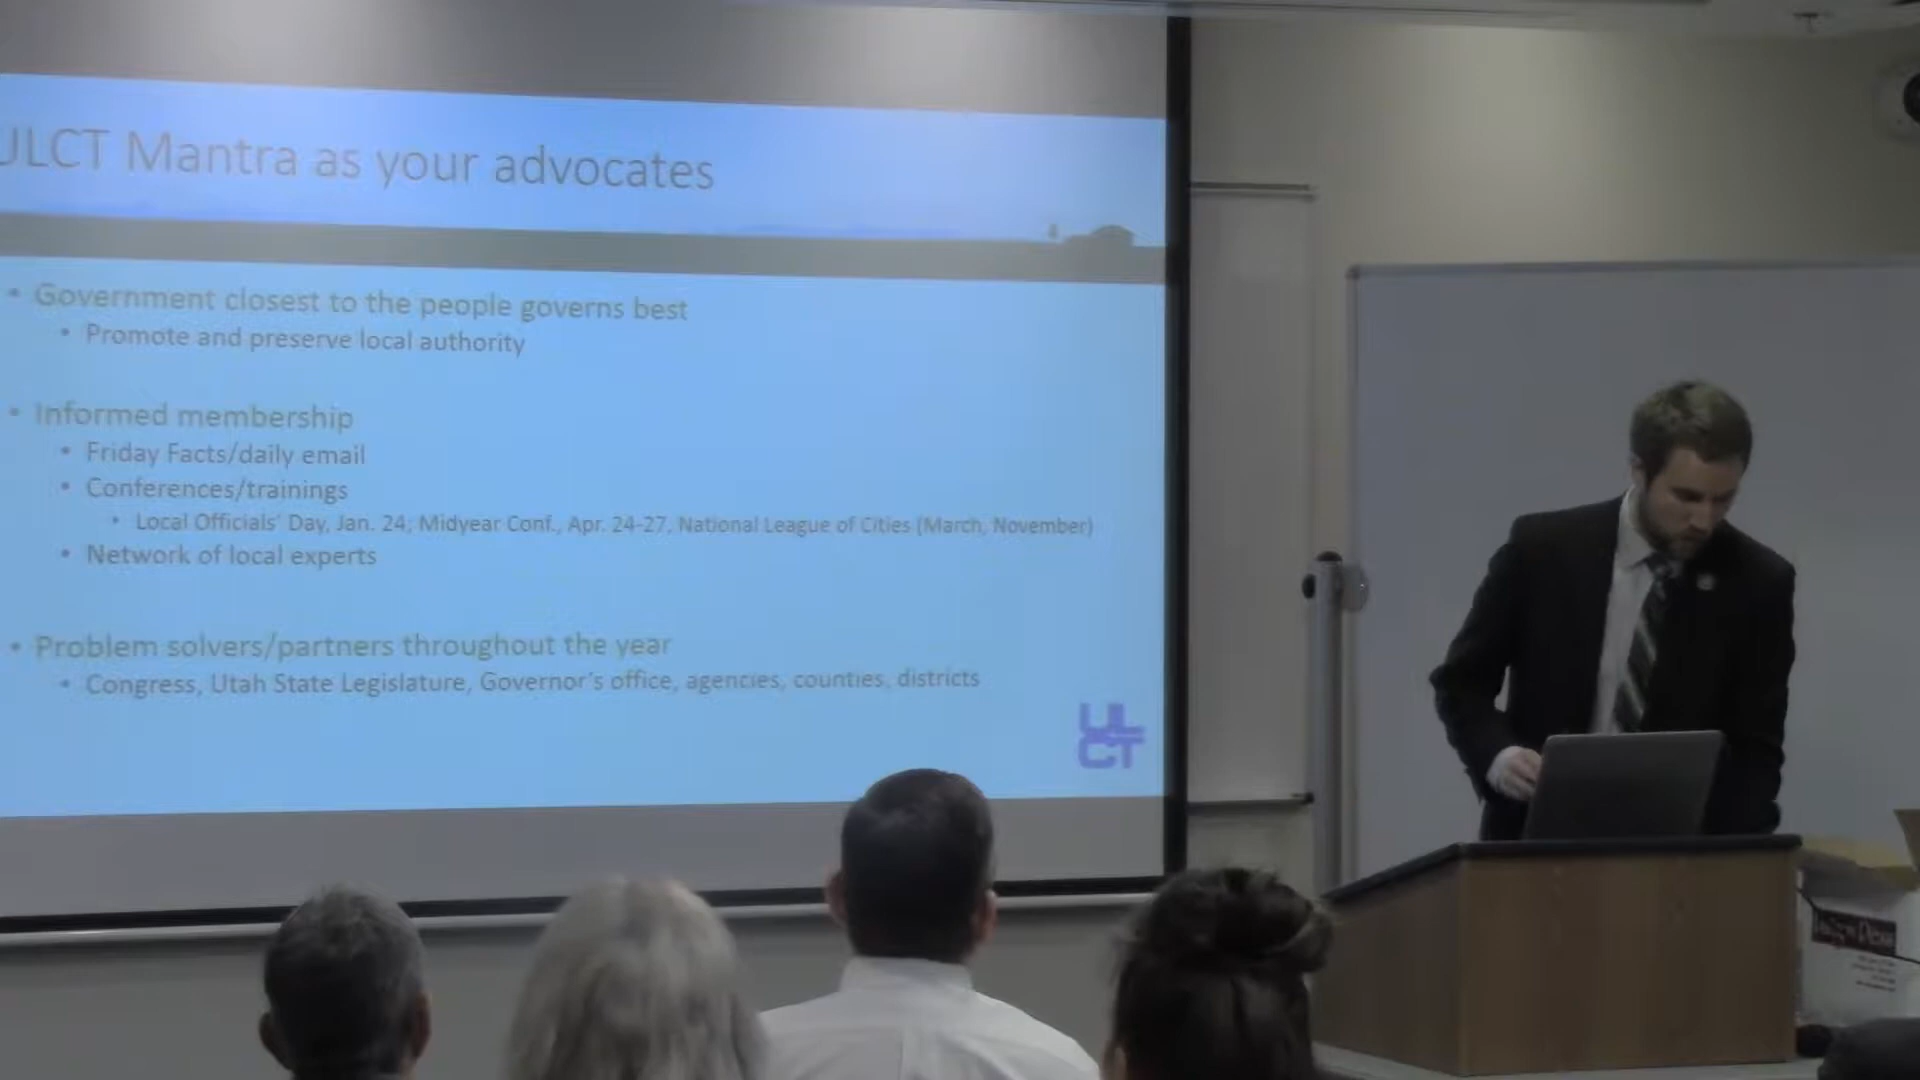 ULCT Mantra as your advocates
• Government closest to the people governs best
• Promote and preserve local authority
• Informed membership
• Friday Facts/daily email
• Conferences/trainings
• Local Officials' Day, Jan. 24; Midyear Conf., Apr. 24-27, National League of Cities (March, November)
• Network of local experts
• Problem solvers/partners throughout the year
• Congress, Utah State Legislature, Governor's office, agencies, counties, districts
UL
CT